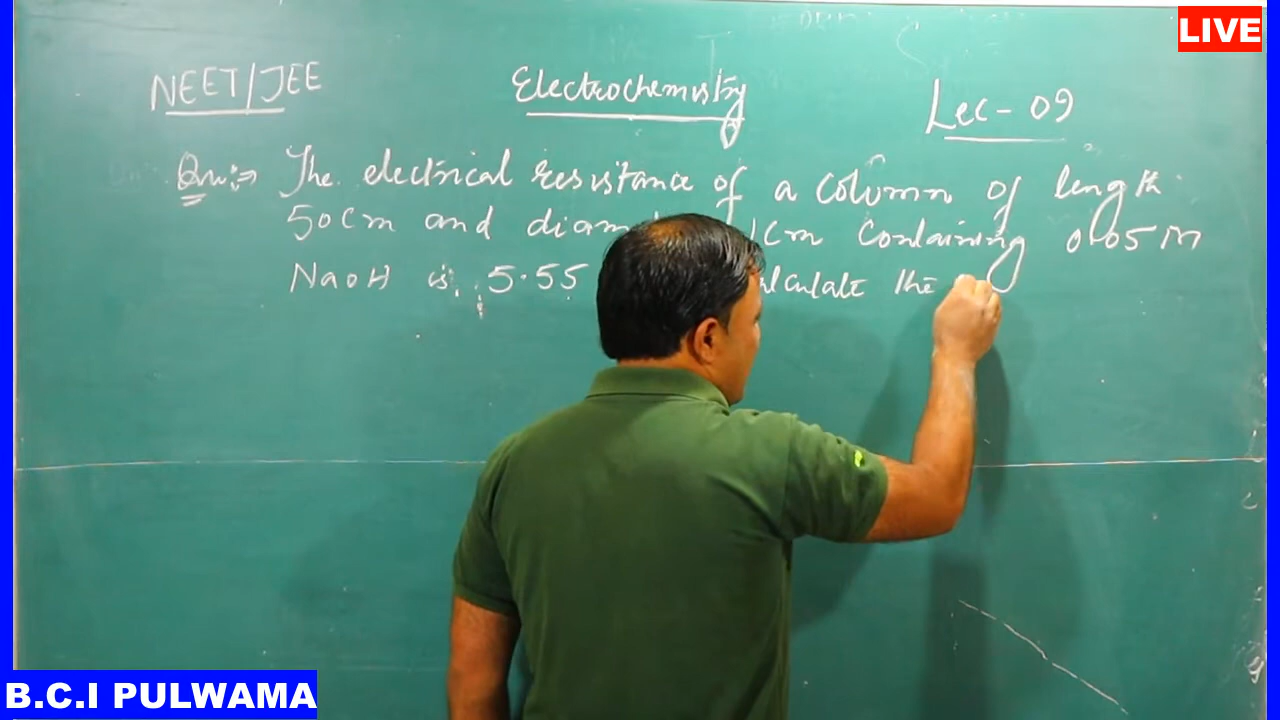 LIVE
NEET/JEE
Electrochemistry
Lec - 09
Qn:→ The electrical resistance of a column of length
50cm and diam 1cm containing 0.05M
NaOH is 5.55 alculate the
B.C.I PULWAMA